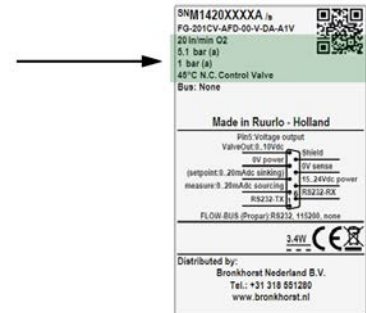 SNM1420XXXXA /a
FG-201CV-AFD-00-V-DA-A1V
20 ln/min O2
5.1 bar (a)
1 bar (a)
45°C N.C. Control Valve
Bus: None
Made in Ruurlo - Holland
Pin5:Voltage output
ValveOut:0..10Vdc
Shield
0V power
0V sense
(setpoint:0..20mAdc sinking)
15..24Vdc power
measure:0..20mAdc sourcing
RS232-RX
RS232-TX
FLOW-BUS (Propar):RS232, 115200, none
3.4W CE
Distributed by:
Bronkhorst Nederland B.V.
Tel.: +31 318 551280
www.bronkhorst.nl